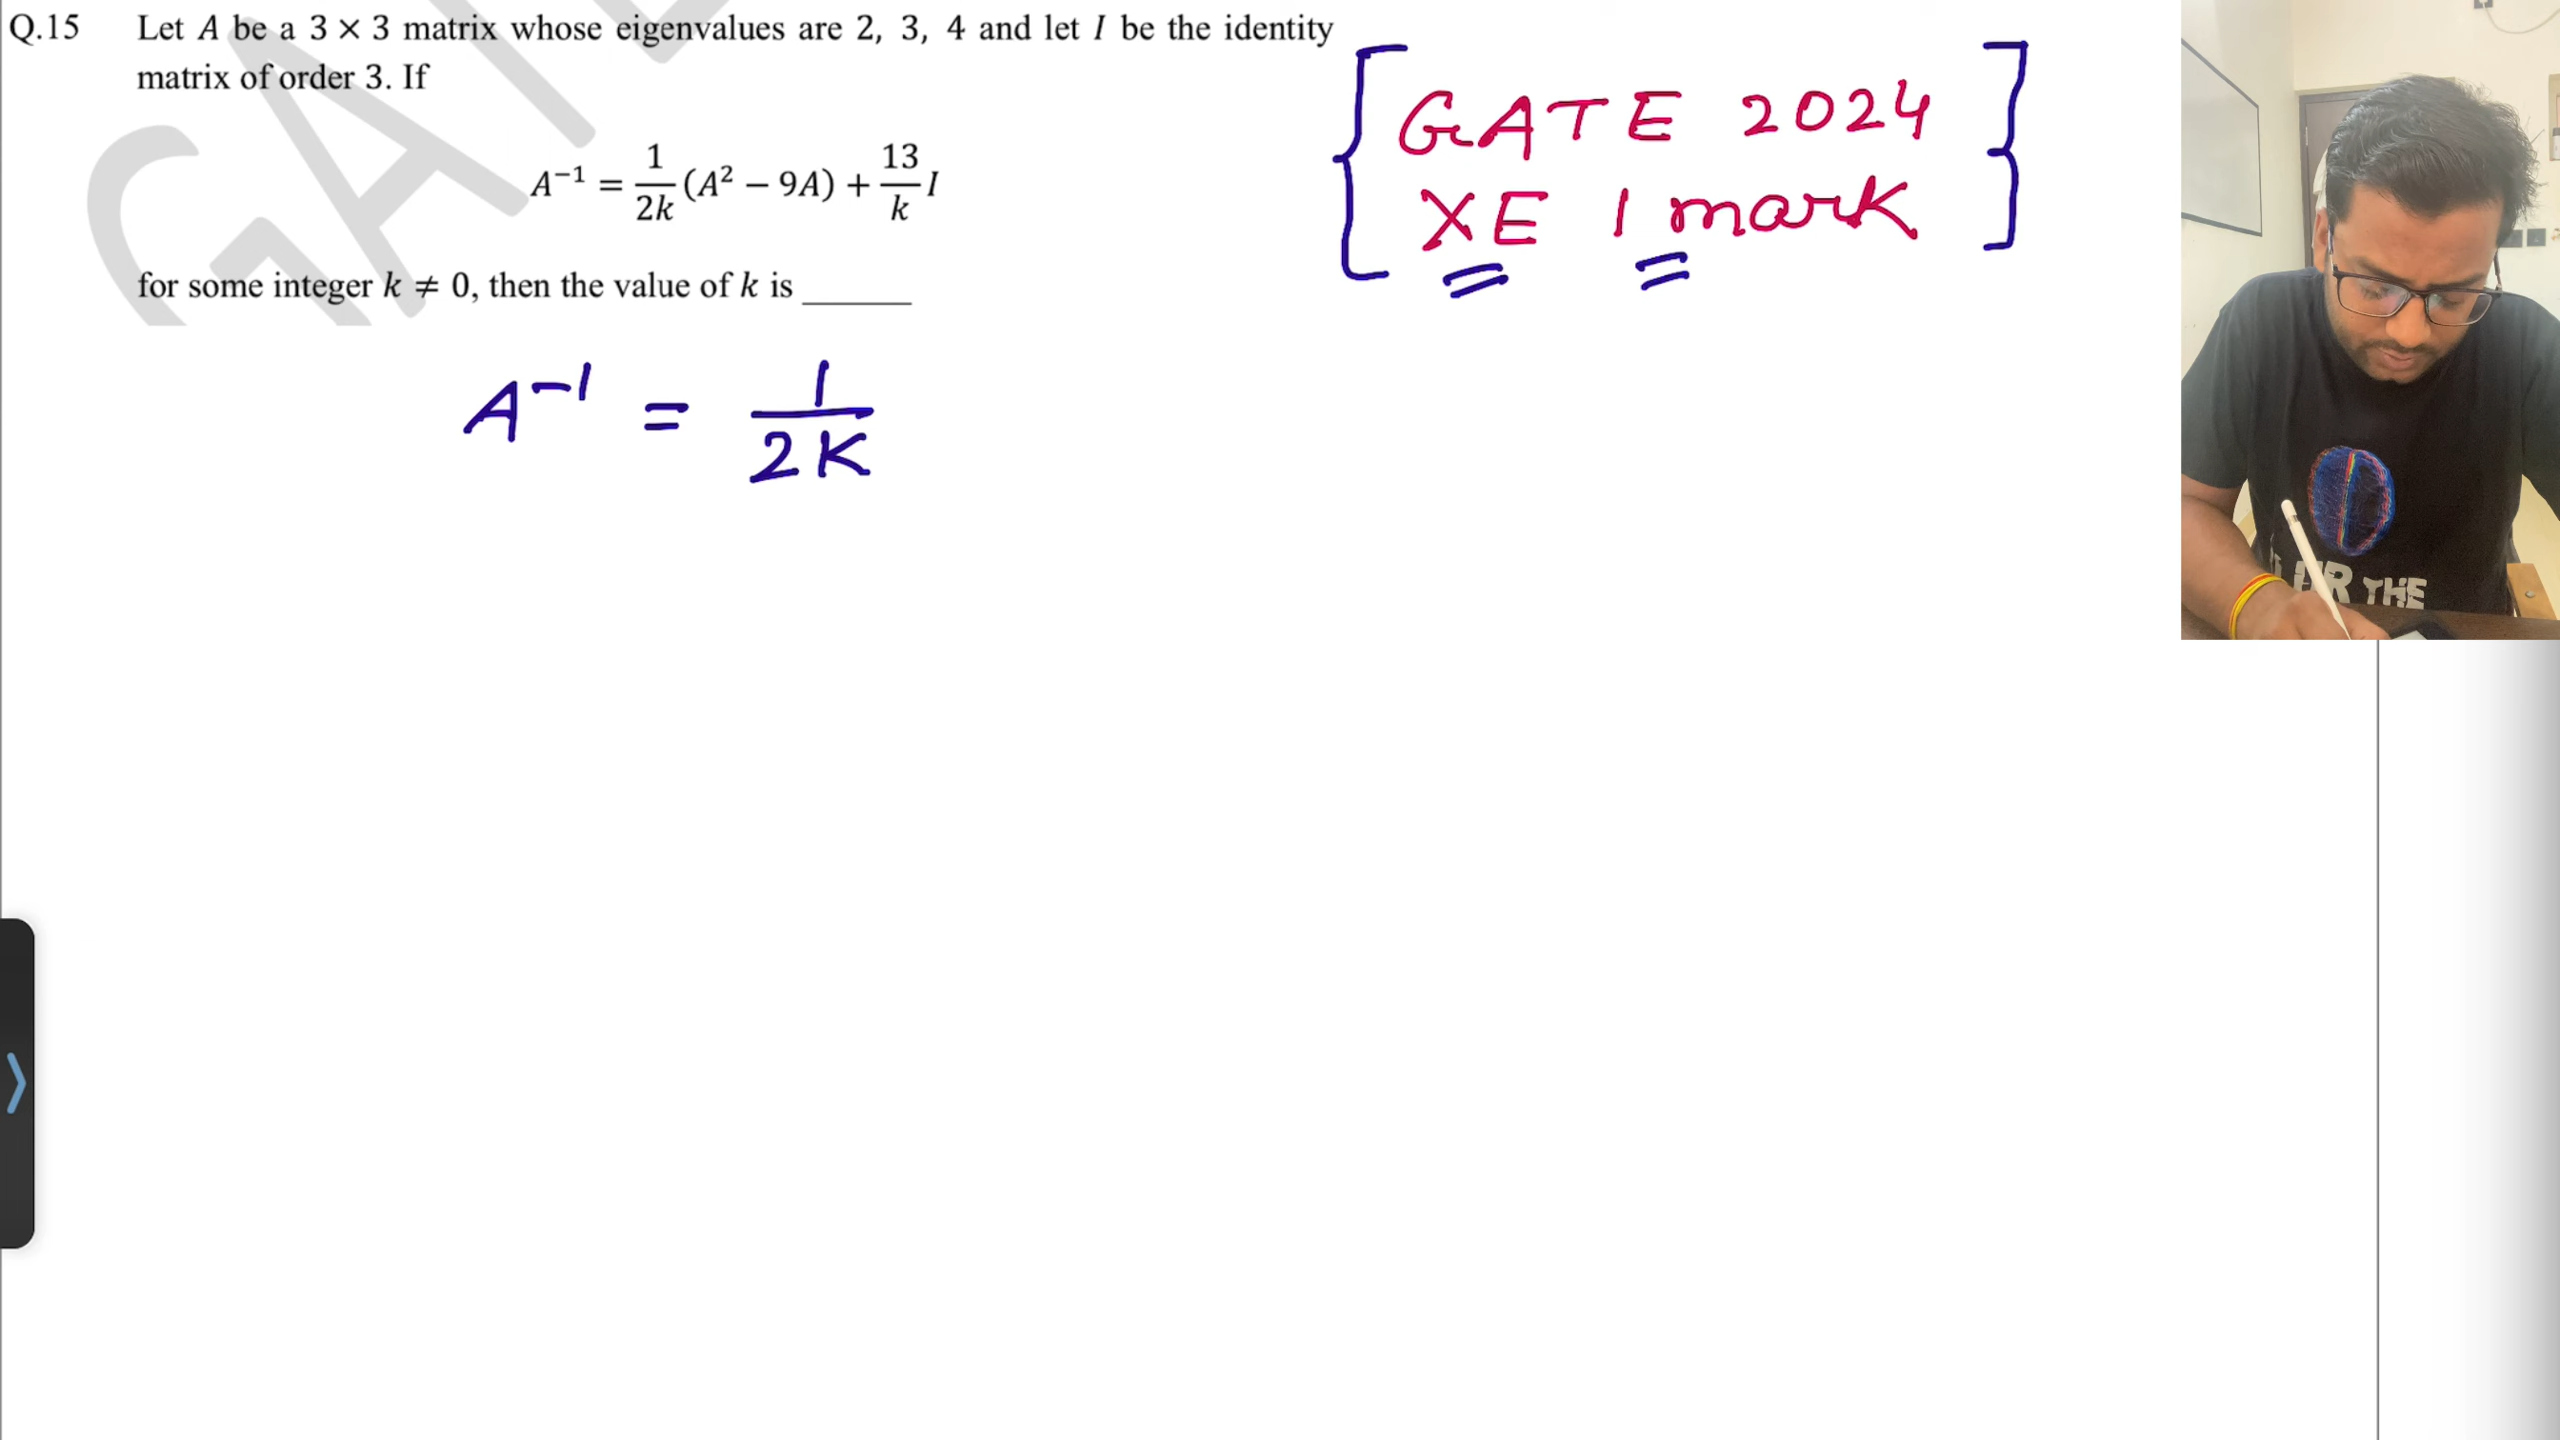 Q.15 Let A be a 3 × 3 matrix whose eigenvalues are 2, 3, 4 and let I be the identity
matrix of order 3. If
A⁻¹ = 1/2k (A² − 9A) + 13/k I
for some integer k ≠ 0, then the value of k is ______
GATE 2024
XE 1 mark
A⁻¹ = 1/2K
THE